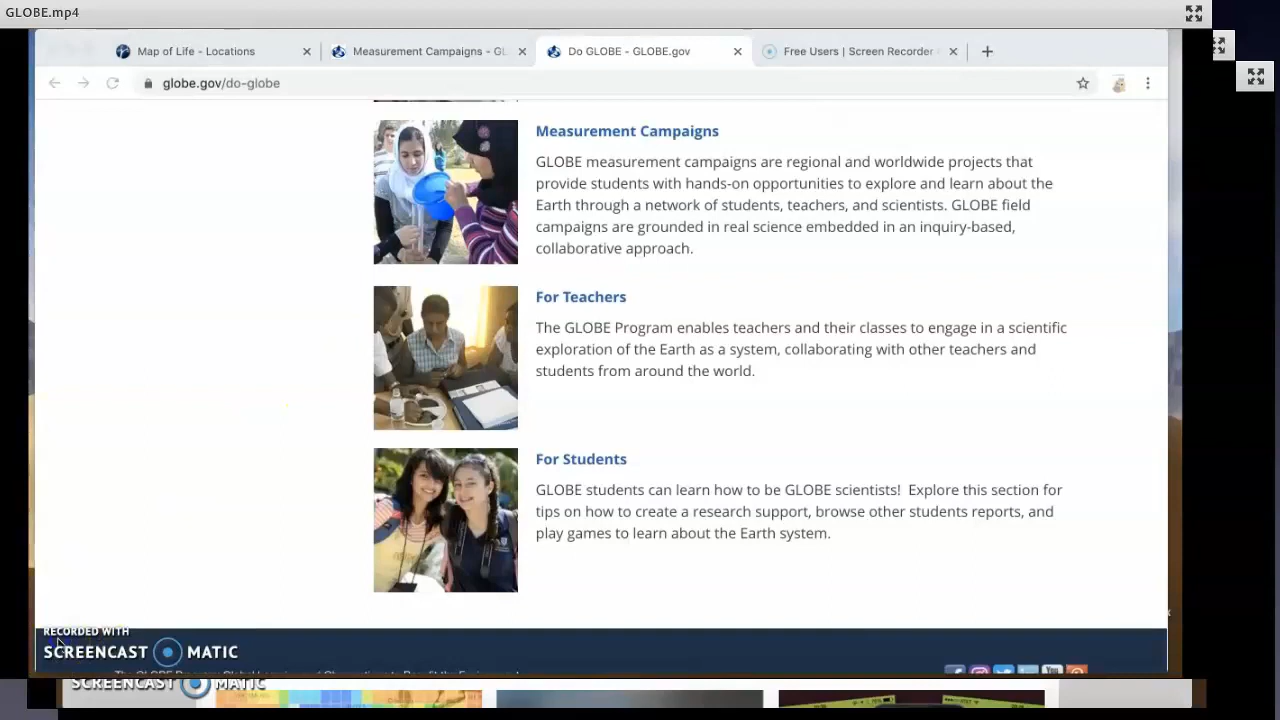 GLOBE.mp4
Map of Life - Locations
Measurement Campaigns - GL
Do GLOBE - GLOBE.gov
Free Users | Screen Recorder
globe.gov/do-globe
Measurement Campaigns
GLOBE measurement campaigns are regional and worldwide projects that
provide students with hands-on opportunities to explore and learn about the
Earth through a network of students, teachers, and scientists. GLOBE field
campaigns are grounded in real science embedded in an inquiry-based,
collaborative approach.
For Teachers
The GLOBE Program enables teachers and their classes to engage in a scientific
exploration of the Earth as a system, collaborating with other teachers and
students from around the world.
For Students
GLOBE students can learn how to be GLOBE scientists! Explore this section for
tips on how to create a research support, browse other students reports, and
play games to learn about the Earth system.
RECORDED WITH
SCREENCAST MATIC
SCREENCAST MATIC